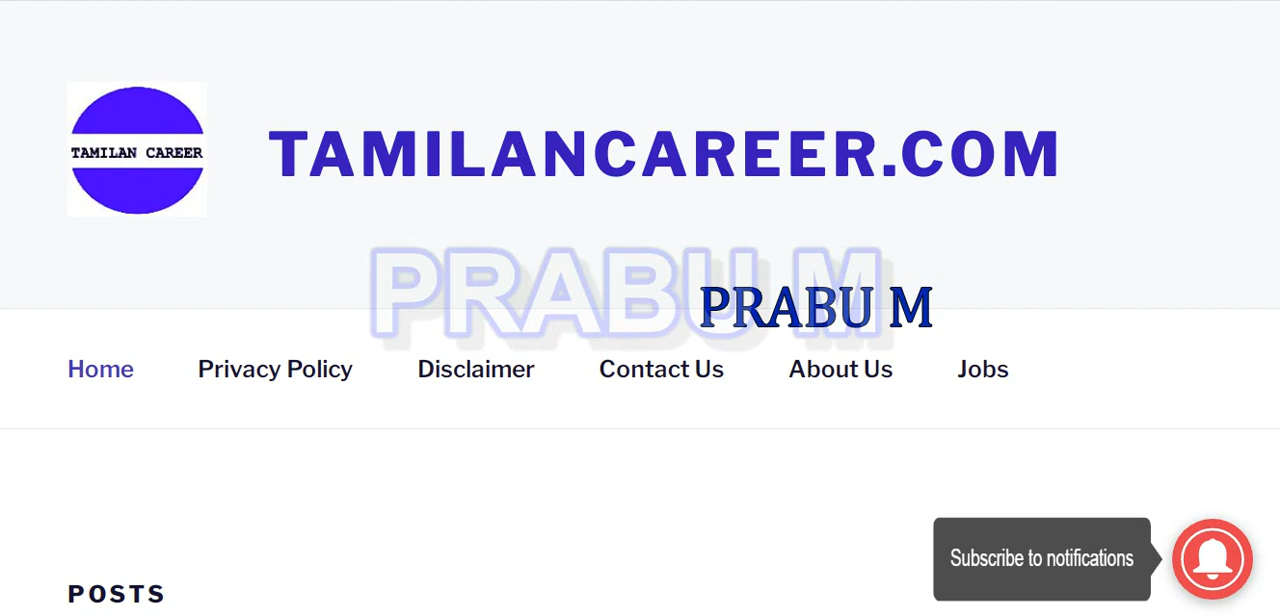 TAMILAN CAREER
TAMILANCAREER.COM
PRABU M
PRABU M
Home Privacy Policy Disclaimer Contact Us About Us Jobs
Subscribe to notifications
POSTS